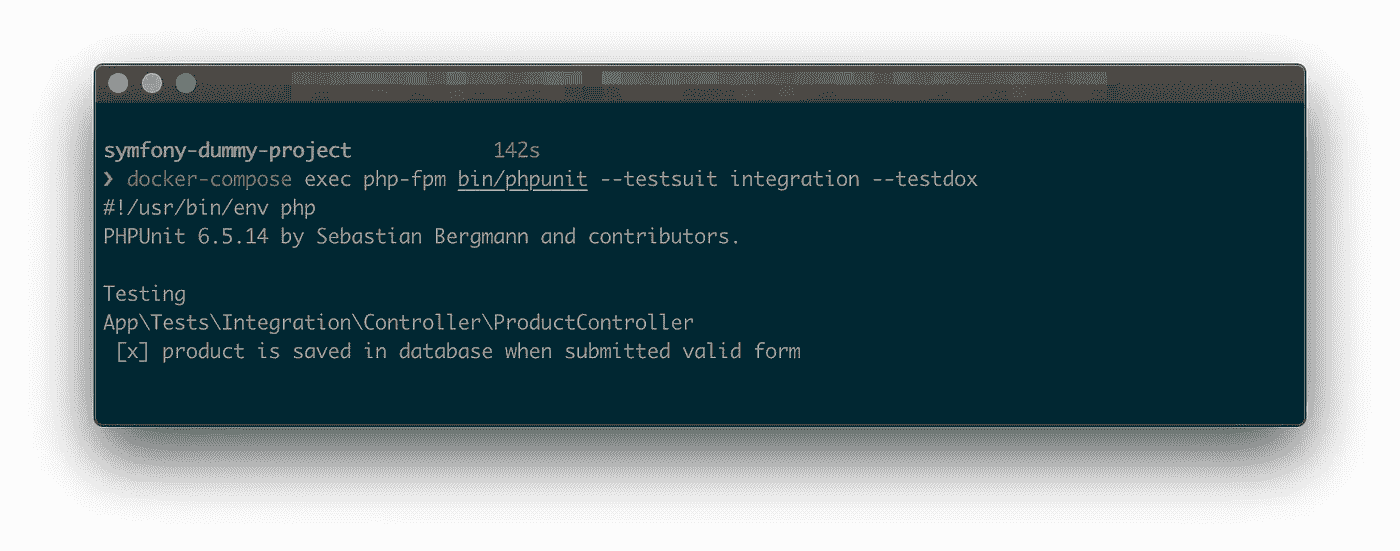 symfony-dummy-project 142s
❯ docker-compose exec php-fpm bin/phpunit --testsuit integration --testdox
#!/usr/bin/env php
PHPUnit 6.5.14 by Sebastian Bergmann and contributors.
Testing
App\Tests\Integration\Controller\ProductController
[x] product is saved in database when submitted valid form